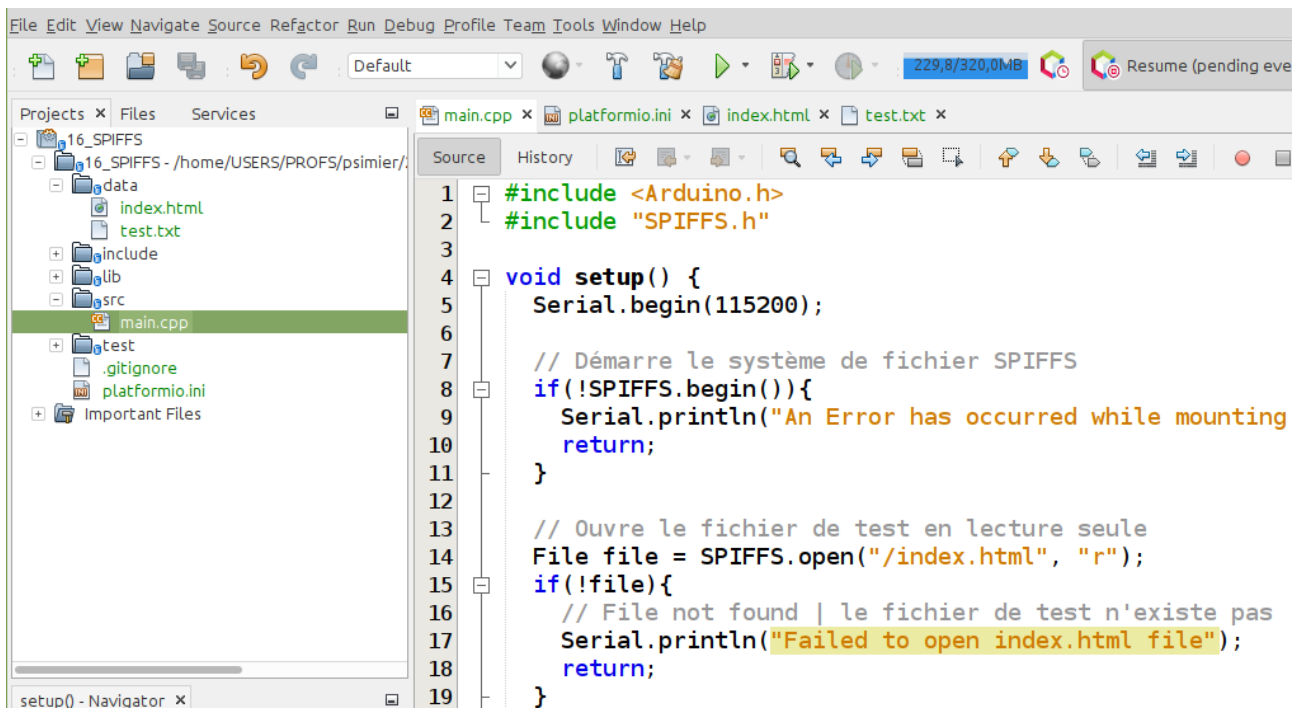 File Edit View Navigate Source Refactor Run Debug Profile Team Tools Window Help
Default 229,8/320,0MB Resume (pending eve
Projects × Files Services
main.cpp × platformio.ini × index.html × test.txt ×
16_SPIFFS
16_SPIFFS - /home/USERS/PROFS/psimier/
data
index.html
test.txt
include
lib
src
main.cpp
test
.gitignore
platformio.ini
Important Files
setup() - Navigator ×
Source History
1 #include <Arduino.h>
2 #include "SPIFFS.h"
3
4 void setup() {
5 Serial.begin(115200);
6
7 // Démarre le système de fichier SPIFFS
8 if(!SPIFFS.begin()){
9 Serial.println("An Error has occurred while mounting
10 return;
11 }
12
13 // Ouvre le fichier de test en lecture seule
14 File file = SPIFFS.open("/index.html", "r");
15 if(!file){
16 // File not found | le fichier de test n'existe pas
17 Serial.println("Failed to open index.html file");
18 return;
19 }